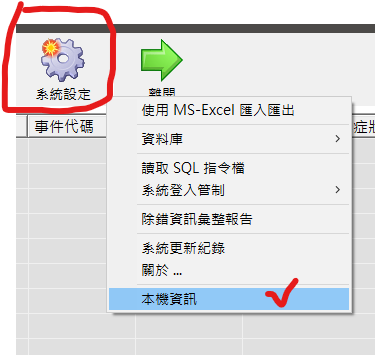 系統設定
離開
事件代碼
症狀
使用 MS-Excel 匯入匯出
資料庫
讀取 SQL 指令檔
系統登入管制
除錯資訊彙整報告
系統更新紀錄
關於 ...
本機資訊